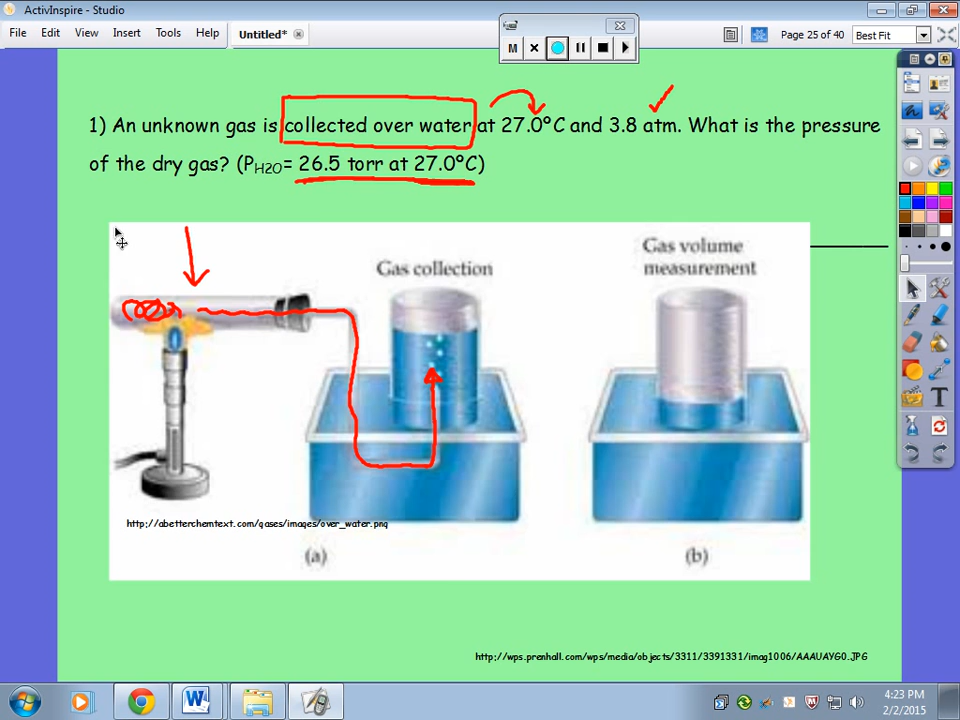 ActivInspire - Studio
File Edit View Insert Tools Help Untitled* Page 25 of 40 Best Fit
M
1) An unknown gas is collected over water at 27.0°C and 3.8 atm. What is the pressure
of the dry gas? (PH2O= 26.5 torr at 27.0°C)
Gas collection
Gas volume
measurement
http://abetterchemtext.com/gases/images/over_water.png
(a)
(b)
http://wps.prenhall.com/wps/media/objects/3311/3391331/imag1006/AAAUAYG0.JPG
T
W
4:23 PM
2/2/2015